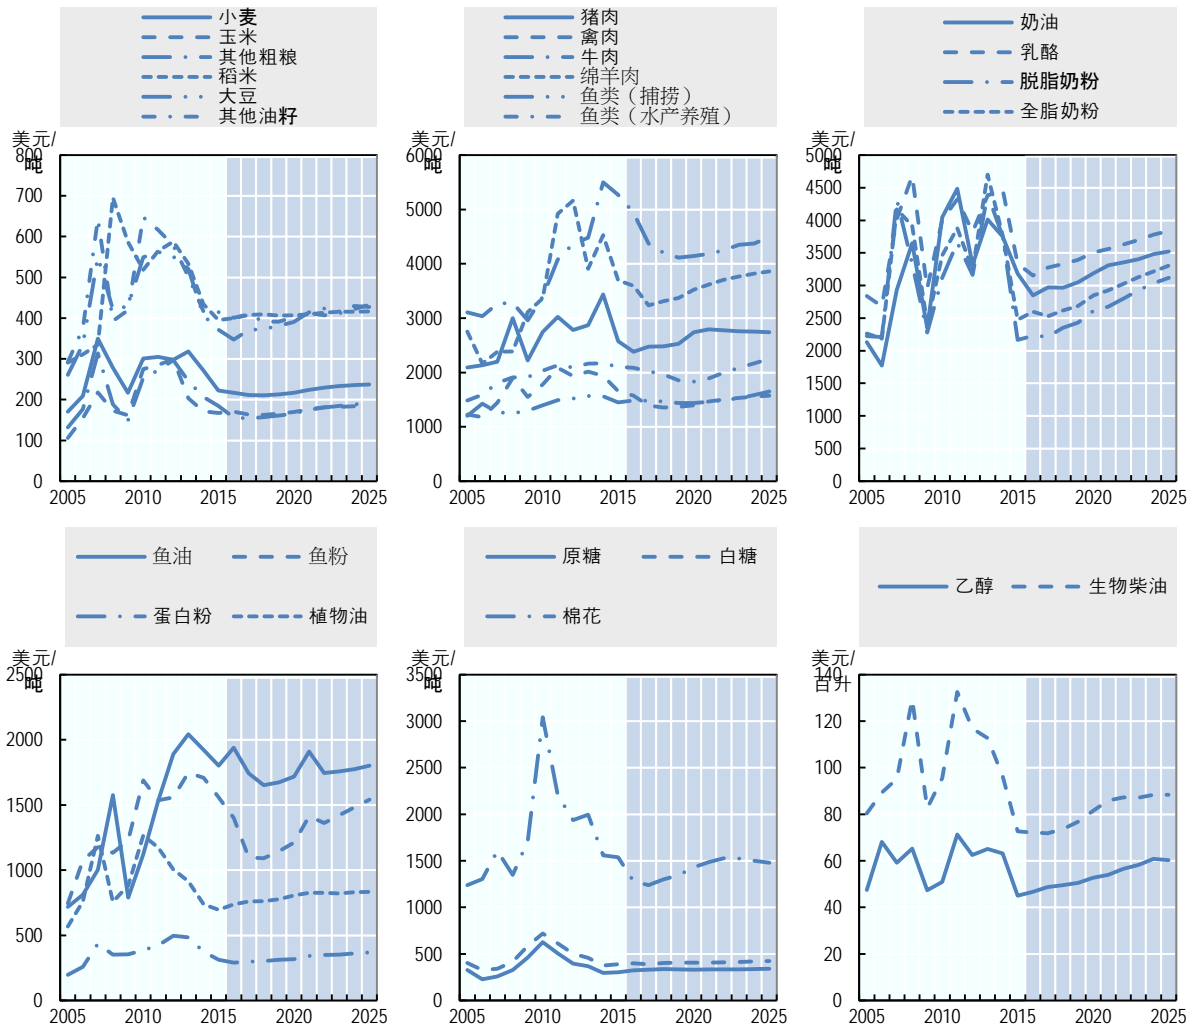 小麦
玉米
其他粗粮
稻米
大豆
其他油籽
美元/
吨
800
700
600
500
400
300
200
100
0
2005 2010 2015 2020 2025
猪肉
禽肉
牛肉
绵羊肉
鱼类（捕捞）
鱼类（水产养殖）
美元/
吨
6000
5000
4000
3000
2000
1000
0
2005 2010 2015 2020 2025
奶油
乳酪
脱脂奶粉
全脂奶粉
美元/
吨
5000
4500
4000
3500
3000
2500
2000
1500
1000
500
0
2005 2010 2015 2020 2025
鱼油 鱼粉
蛋白粉 植物油
美元/
吨
2500
2000
1500
1000
500
0
2005 2010 2015 2020 2025
原糖 白糖
棉花
美元/
吨
3500
3000
2500
2000
1500
1000
500
0
2005 2010 2015 2020 2025
乙醇 生物柴油
美元/
百升
140
120
100
80
60
40
20
0
2005 2010 2015 2020 2025